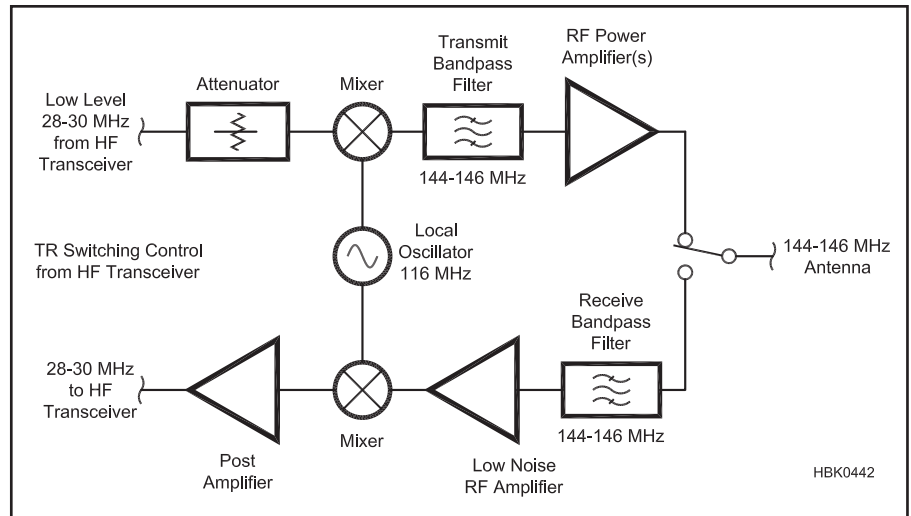 Low Level
28-30 MHz
from HF
Transceiver
Attenuator
Mixer
Transmit
Bandpass
Filter
144-146 MHz
RF Power
Amplifier(s)
TR Switching Control
from HF Transceiver
Local
Oscillator
116 MHz
144-146 MHz
Antenna
28-30 MHz
to HF
Transceiver
Post
Amplifier
Mixer
Low Noise
RF Amplifier
Receive
Bandpass
Filter
144-146 MHz
HBK0442